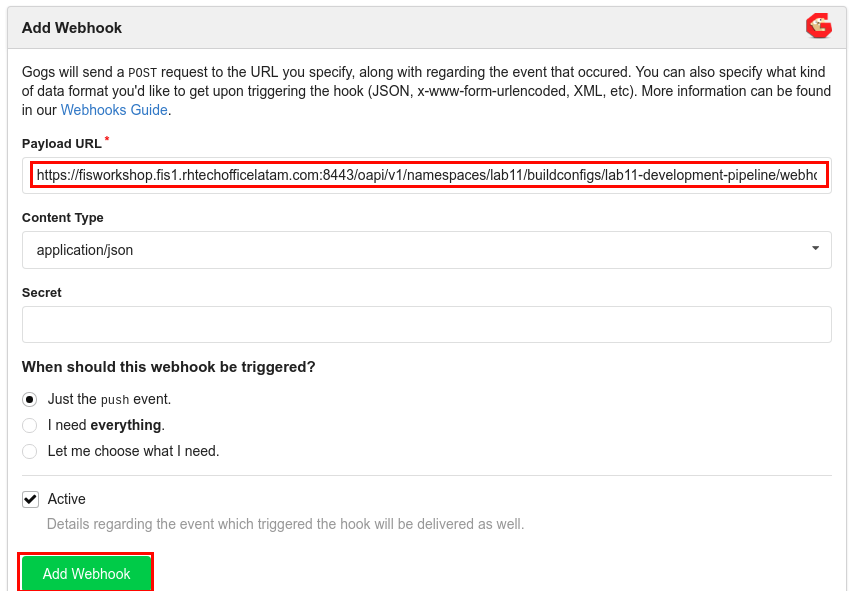 Add Webhook
Gogs will send a POST request to the URL you specify, along with regarding the event that occured. You can also specify what kind
of data format you'd like to get upon triggering the hook (JSON, x-www-form-urlencoded, XML, etc). More information can be found
in our Webhooks Guide.
Payload URL *
https://fisworkshop.fis1.rhtechofficelatam.com:8443/oapi/v1/namespaces/lab11/buildconfigs/lab11-development-pipeline/webho
Content Type
application/json
Secret
When should this webhook be triggered?
Just the push event.
I need everything.
Let me choose what I need.
Active
Details regarding the event which triggered the hook will be delivered as well.
Add Webhook